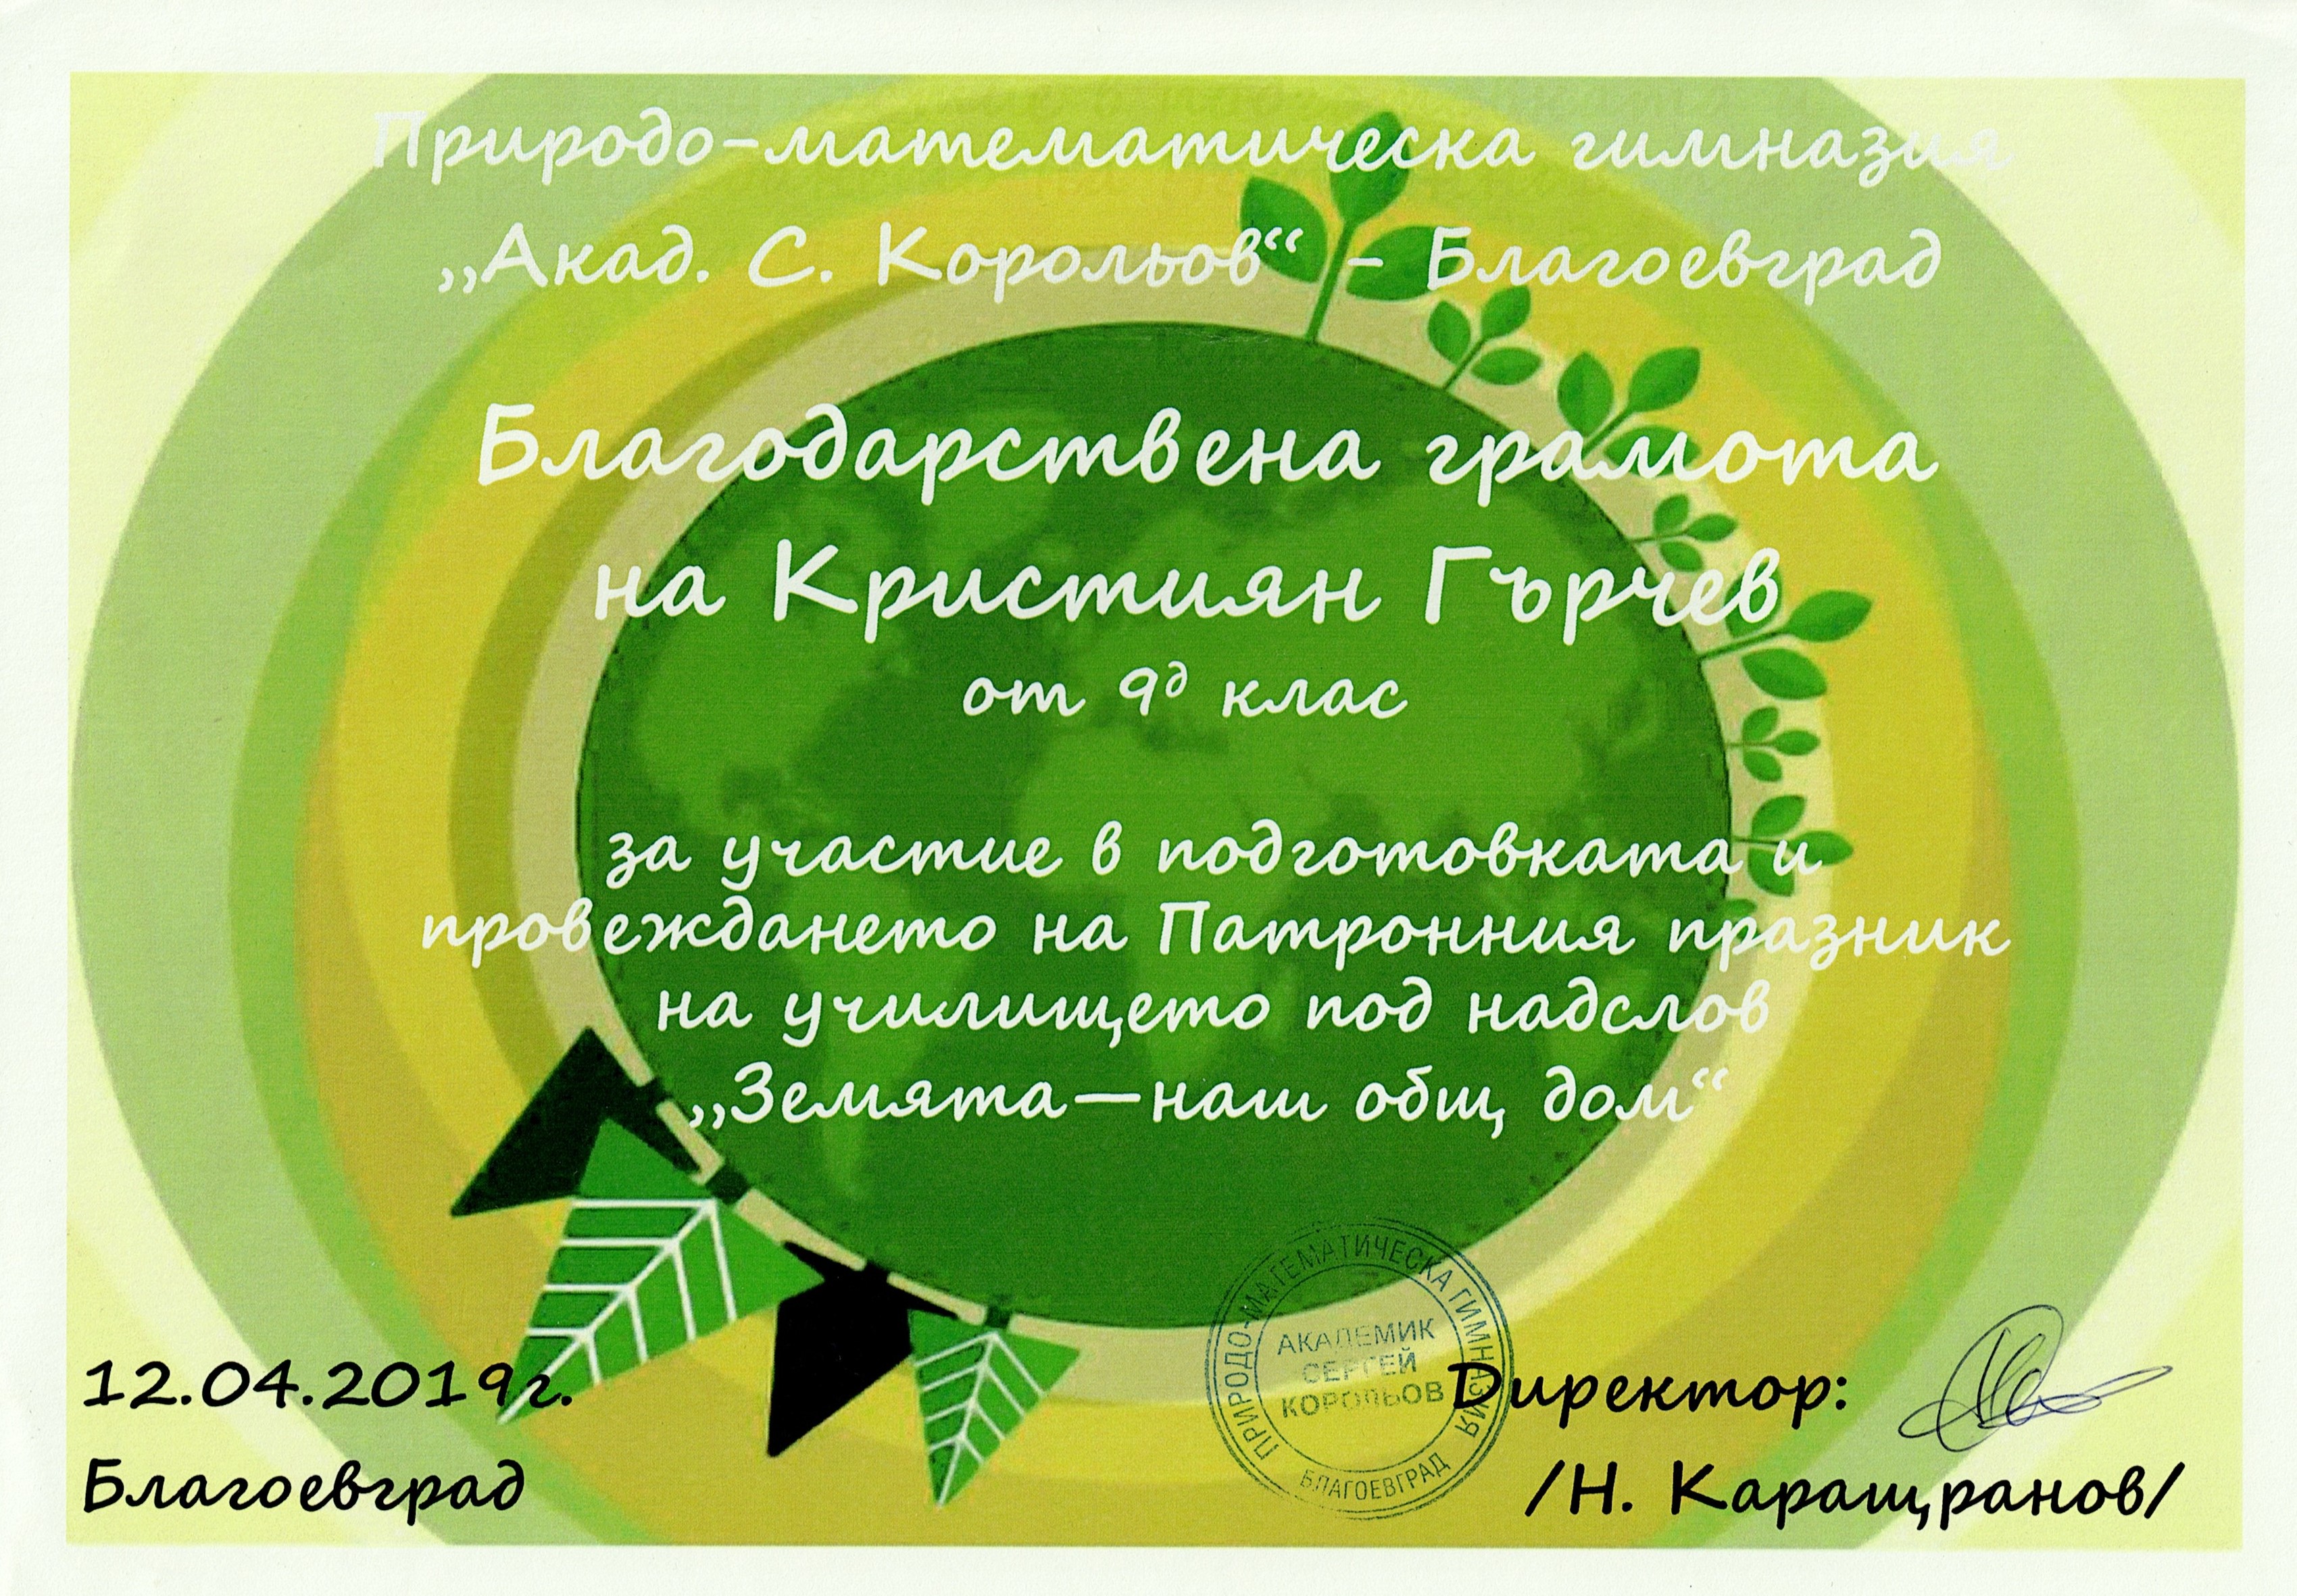 Природо-математическа гимназия
„Акад. С. Корольов“ - Благоевград
Благодарствена грамота
на Кристиян Гърчев
от 9д клас
за участие в подготовката и
провеждането на Патронния празник
на училището под надслов
„Земята—наш общ дом“
ПРИРОДО-МАТЕМАТИЧЕСКА ГИМНАЗИЯ
АКАДЕМИК
СЕРГЕЙ
КОРОЛЬОВ
БЛАГОЕВГРАД
12.04.2019г.
Директор:
Благоевград
/Н. Каращранов/